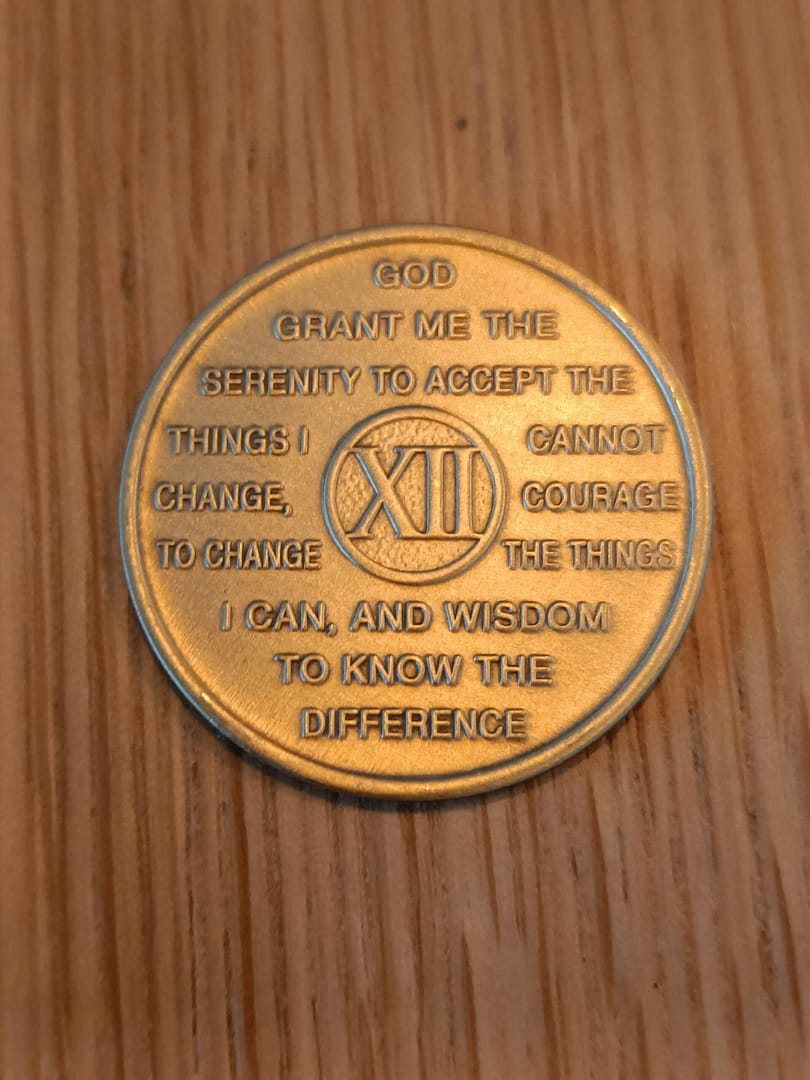 GOD
GRANT ME THE
SERENITY TO ACCEPT THE
THINGS I CANNOT
CHANGE, COURAGE
TO CHANGE THE THINGS
XII
I CAN, AND WISDOM
TO KNOW THE
DIFFERENCE